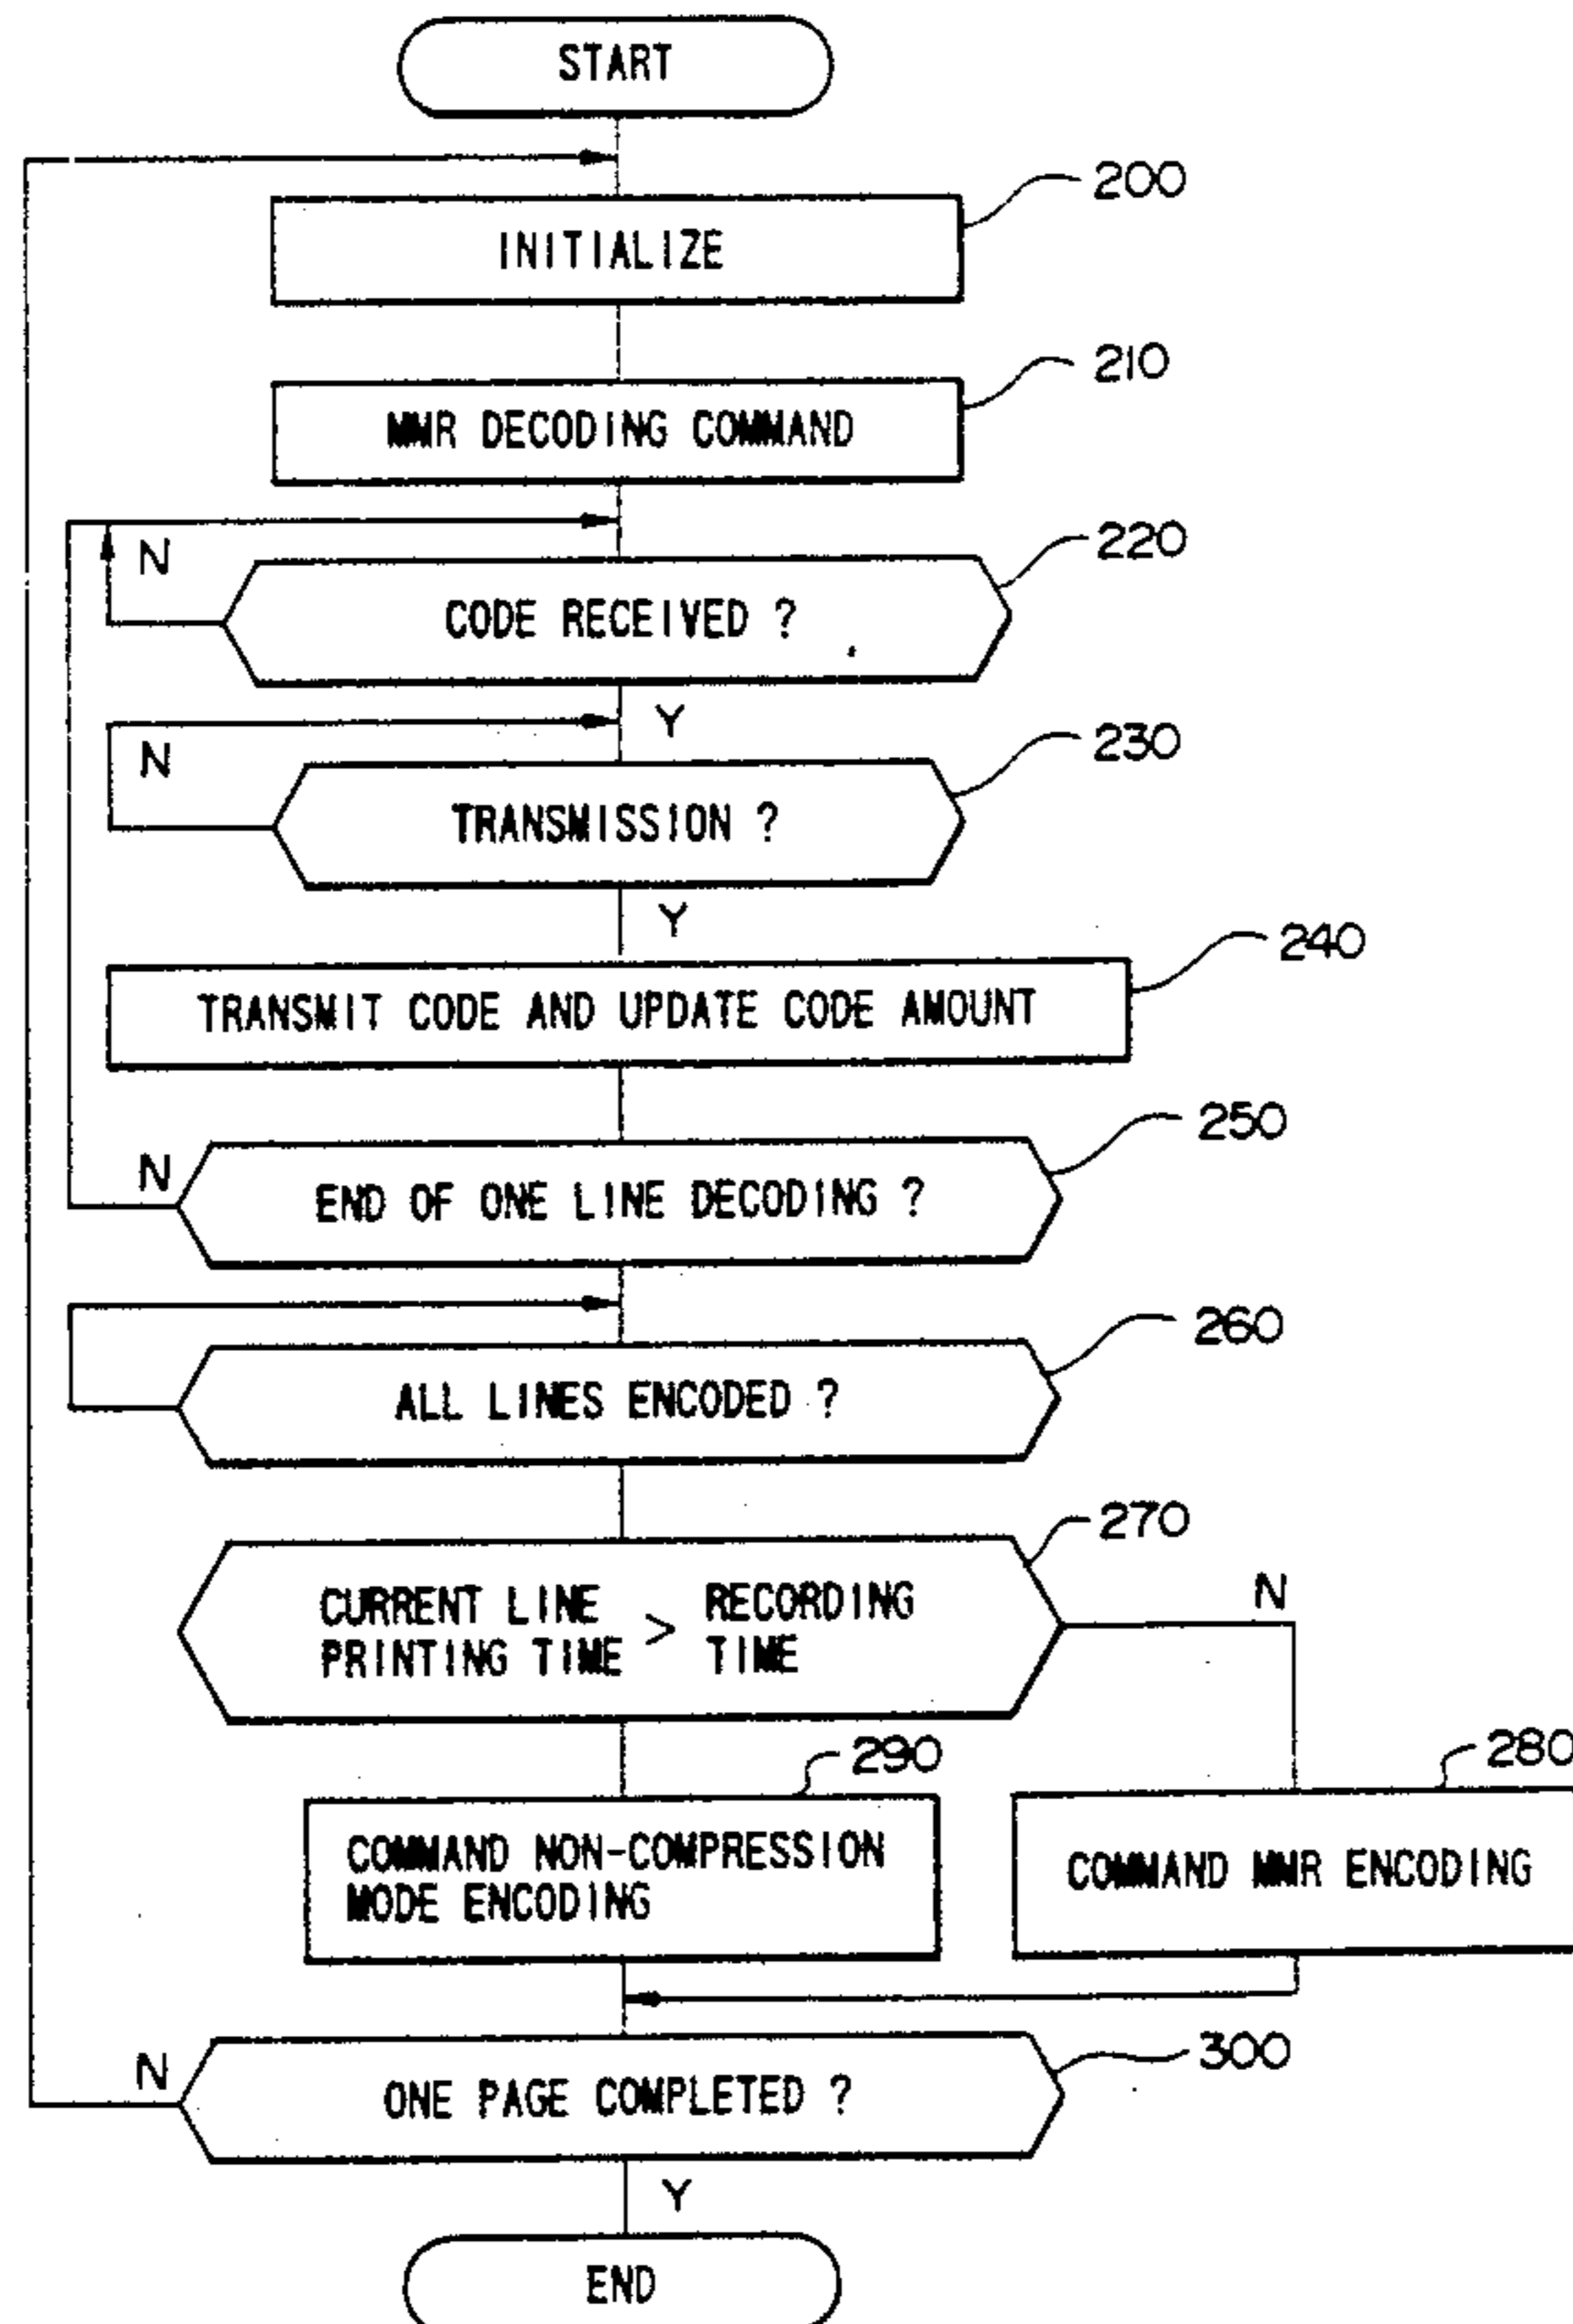 START
200
INITIALIZE
210
MMR DECODING COMMAND
N
220
CODE RECEIVED ?
Y
N
230
TRANSMISSION ?
Y
240
TRANSMIT CODE AND UPDATE CODE AMOUNT
250
N
END OF ONE LINE DECODING ?
260
ALL LINES ENCODED ?
270
CURRENT LINE PRINTING TIME > RECORDING TIME
N
290
280
COMMAND NON-COMPRESSION
MODE ENCODING
COMMAND MMR ENCODING
300
N
ONE PAGE COMPLETED ?
Y
END